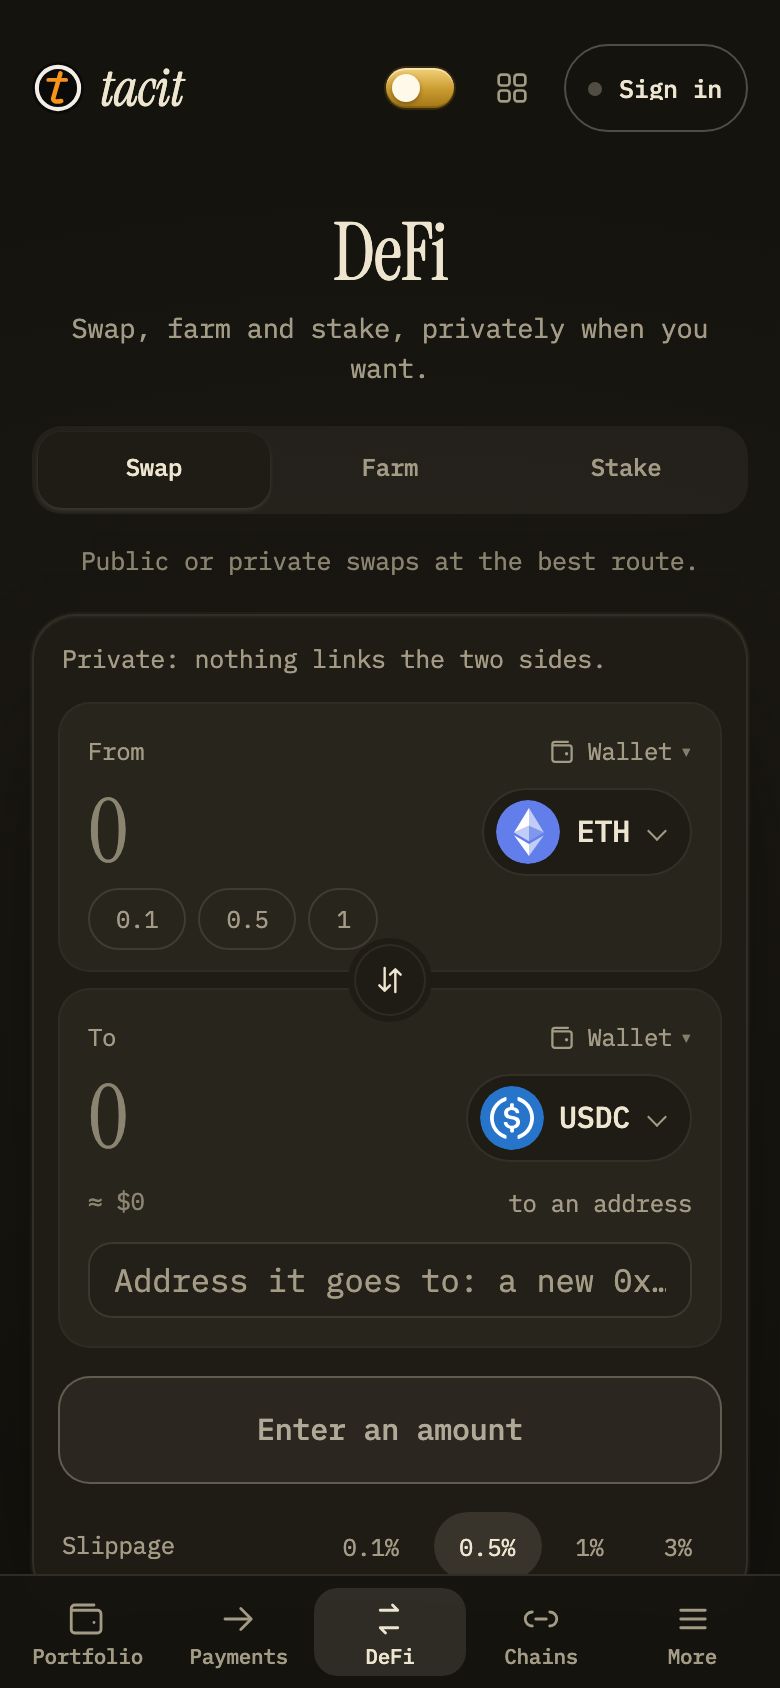 tacit
Sign in
DeFi
Swap, farm and stake, privately when you
want.
Swap Farm Stake
Public or private swaps at the best route.
Private: nothing links the two sides.
From Wallet ▾
0 ETH
0.1 0.5 1
To Wallet ▾
0 USDC
≈ $0 to an address
Address it goes to: a new 0x…
Enter an amount
Slippage 0.1% 0.5% 1% 3%
Portfolio Payments DeFi Chains More